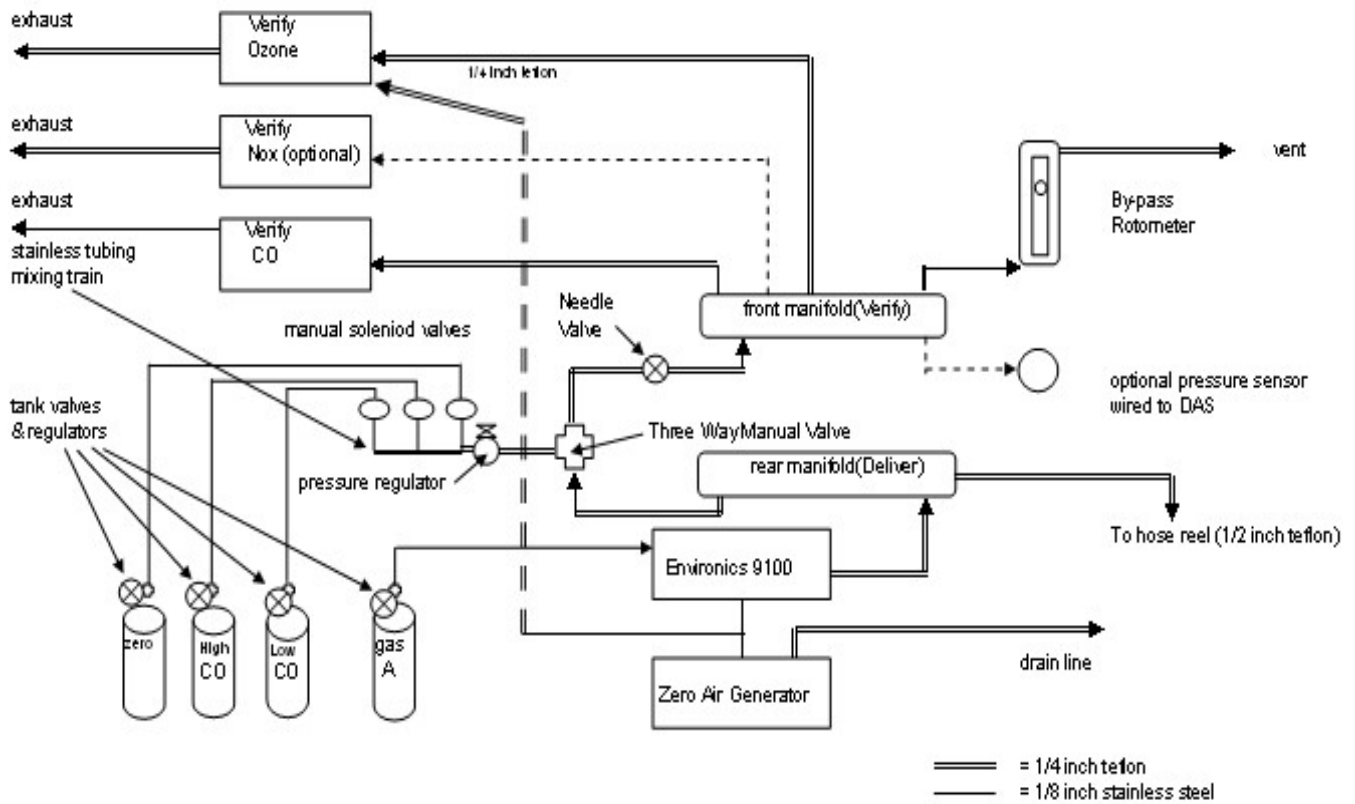 exhaust
Verify
Ozone
1/4 inch teflon
exhaust
Verify
Nox (optional)
vent
exhaust
Verify
CO
By-pass
Rotometer
stainless tubing
mixing train
Needle
Valve
front manifold(Verify)
manual soleniod valves
optional pressure sensor
wired to DAS
tank valves
& regulators
Three Way Manual Valve
rear manifold(Deliver)
pressure regulator
To hose reel (1/2 inch teflon)
Environics 9100
zero
High
CO
Low
CO
gas
A
drain line
Zero Air Generator
= 1/4 inch teflon
= 1/8 inch stainless steel